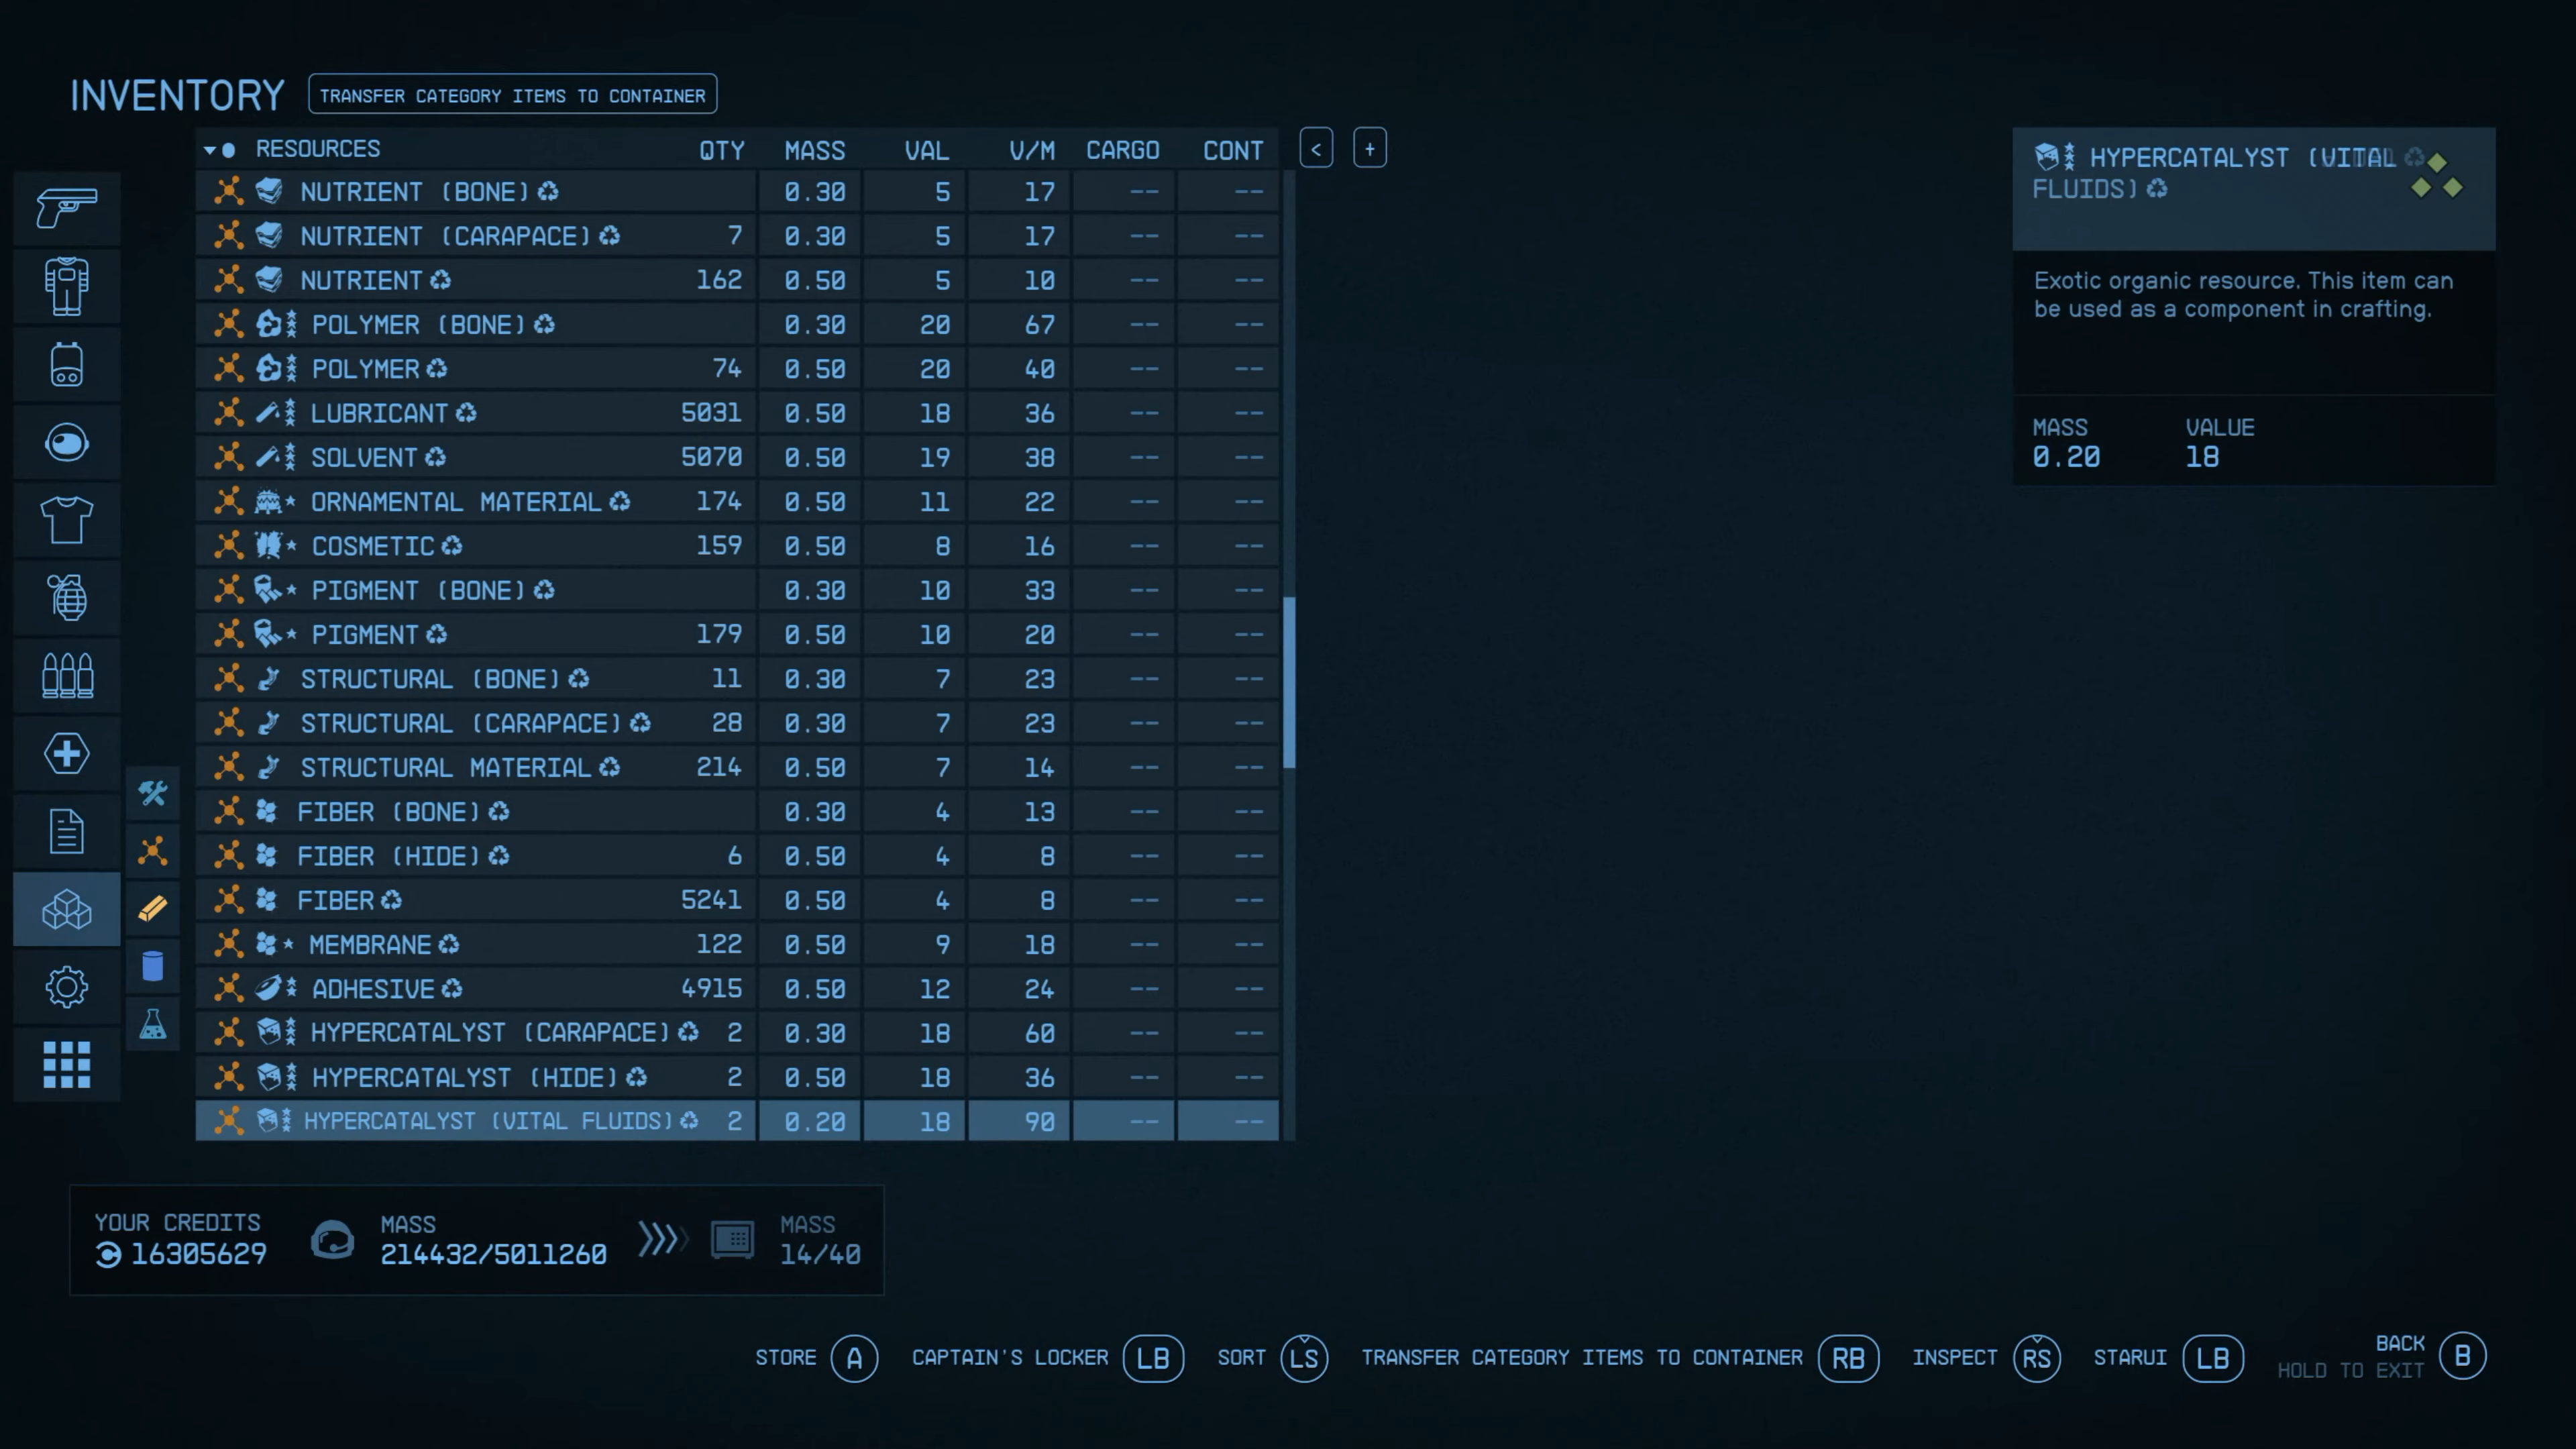 INVENTORY TRANSFER CATEGORY ITEMS TO CONTAINER
RESOURCES QTY MASS VAL V/M CARGO CONT < +
NUTRIENT (BONE) 0.30 5 17 -- --
NUTRIENT (CARAPACE) 7 0.30 5 17 -- --
NUTRIENT 162 0.50 5 10 -- --
POLYMER (BONE) 0.30 20 67 -- --
POLYMER 74 0.50 20 40 -- --
LUBRICANT 5031 0.50 18 36 -- --
SOLVENT 5070 0.50 19 38 -- --
ORNAMENTAL MATERIAL 174 0.50 11 22 -- --
COSMETIC 159 0.50 8 16 -- --
PIGMENT (BONE) 0.30 10 33 -- --
PIGMENT 179 0.50 10 20 -- --
STRUCTURAL (BONE) 11 0.30 7 23 -- --
STRUCTURAL (CARAPACE) 28 0.30 7 23 -- --
STRUCTURAL MATERIAL 214 0.50 7 14 -- --
FIBER (BONE) 0.30 4 13 -- --
FIBER (HIDE) 6 0.50 4 8 -- --
FIBER 5241 0.50 4 8 -- --
MEMBRANE 122 0.50 9 18 -- --
ADHESIVE 4915 0.50 12 24 -- --
HYPERCATALYST (CARAPACE) 2 0.30 18 60 -- --
HYPERCATALYST (HIDE) 2 0.50 18 36 -- --
HYPERCATALYST (VITAL FLUIDS) 2 0.20 18 90 -- --
HYPERCATALYST (VITAL
FLUIDS)
Exotic organic resource. This item can
be used as a component in crafting.
MASS VALUE
0.20 18
YOUR CREDITS MASS MASS
16305629 214432/5011260 14/40
STORE A CAPTAIN'S LOCKER LB SORT LS TRANSFER CATEGORY ITEMS TO CONTAINER RB INSPECT RS STARUI LB BACK B
HOLD TO EXIT